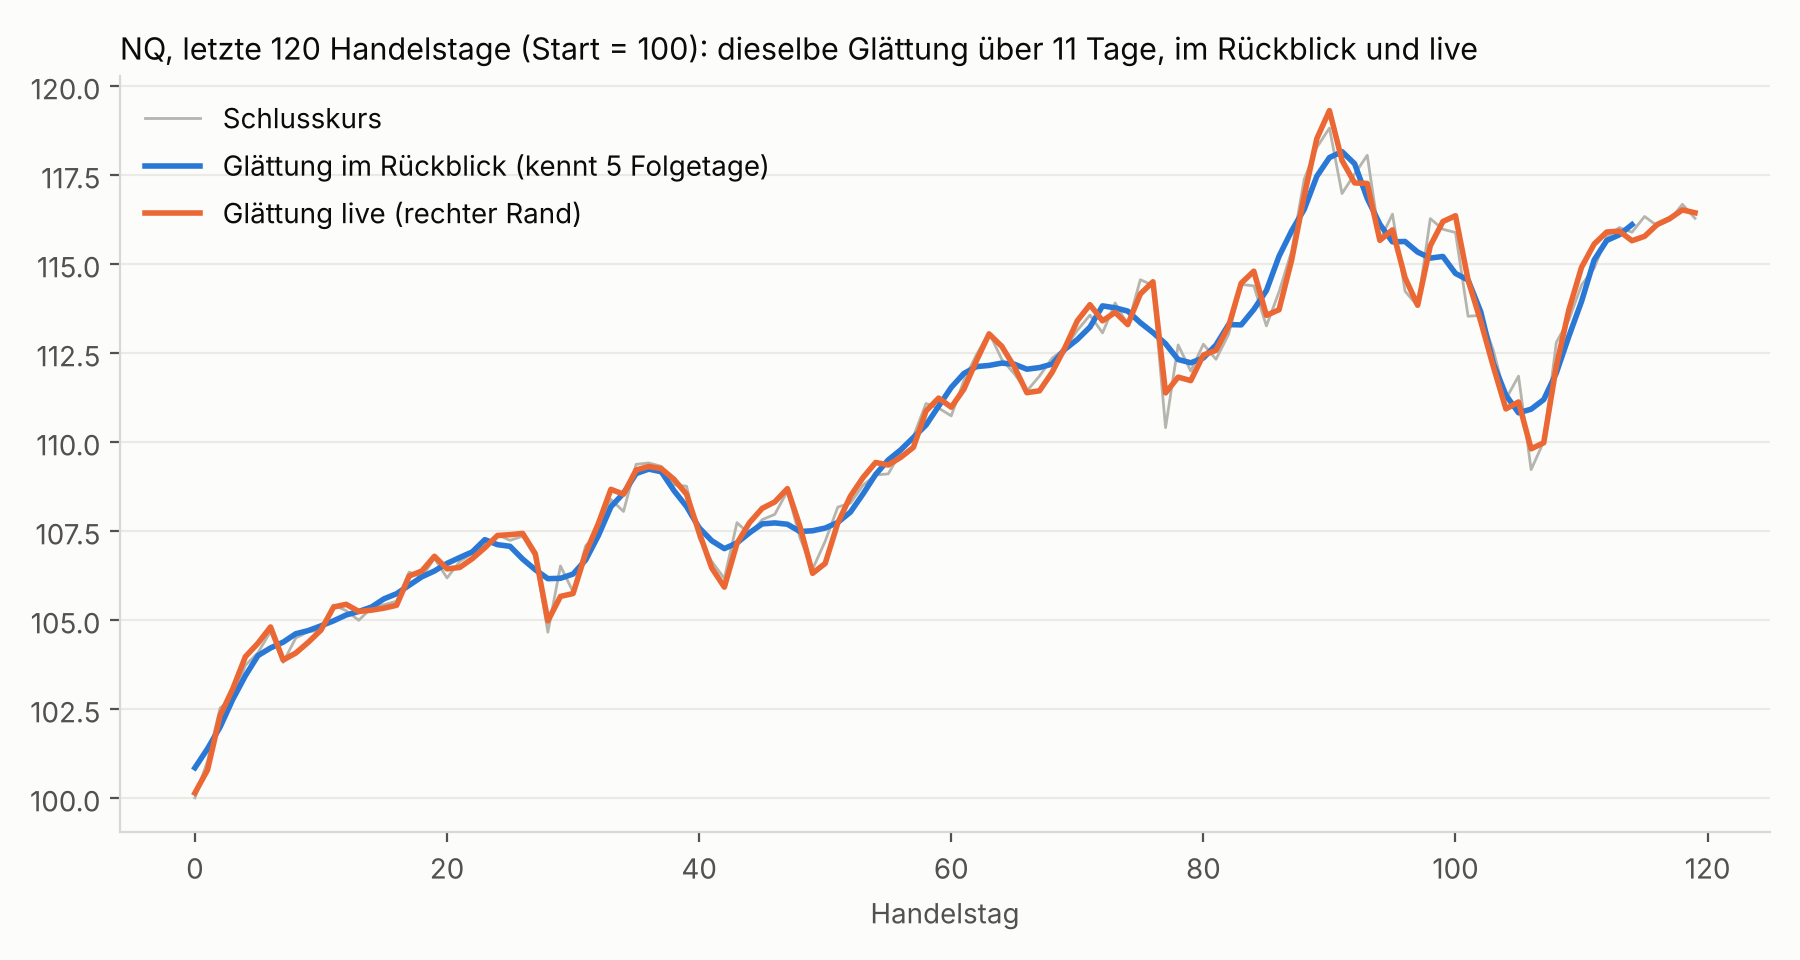 NQ, letzte 120 Handelstage (Start = 100): dieselbe Glättung über 11 Tage, im Rückblick und live
120.0
117.5
115.0
112.5
110.0
107.5
105.0
102.5
100.0
Schlusskurs
Glättung im Rückblick (kennt 5 Folgetage)
Glättung live (rechter Rand)
0 20 40 60 80 100 120
Handelstag